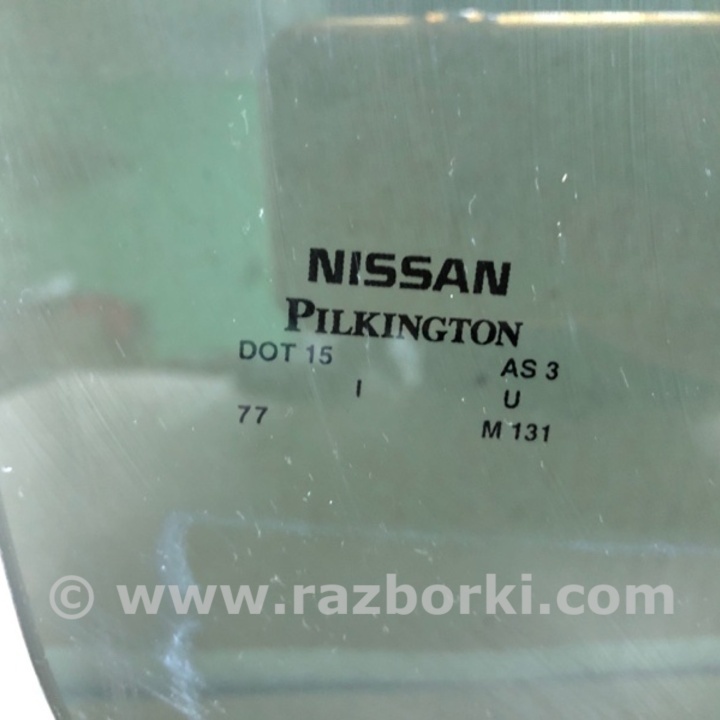 NISSAN
PILKINGTON
DOT 15 AS 3
I U
77 M 131
© www.razborki.com